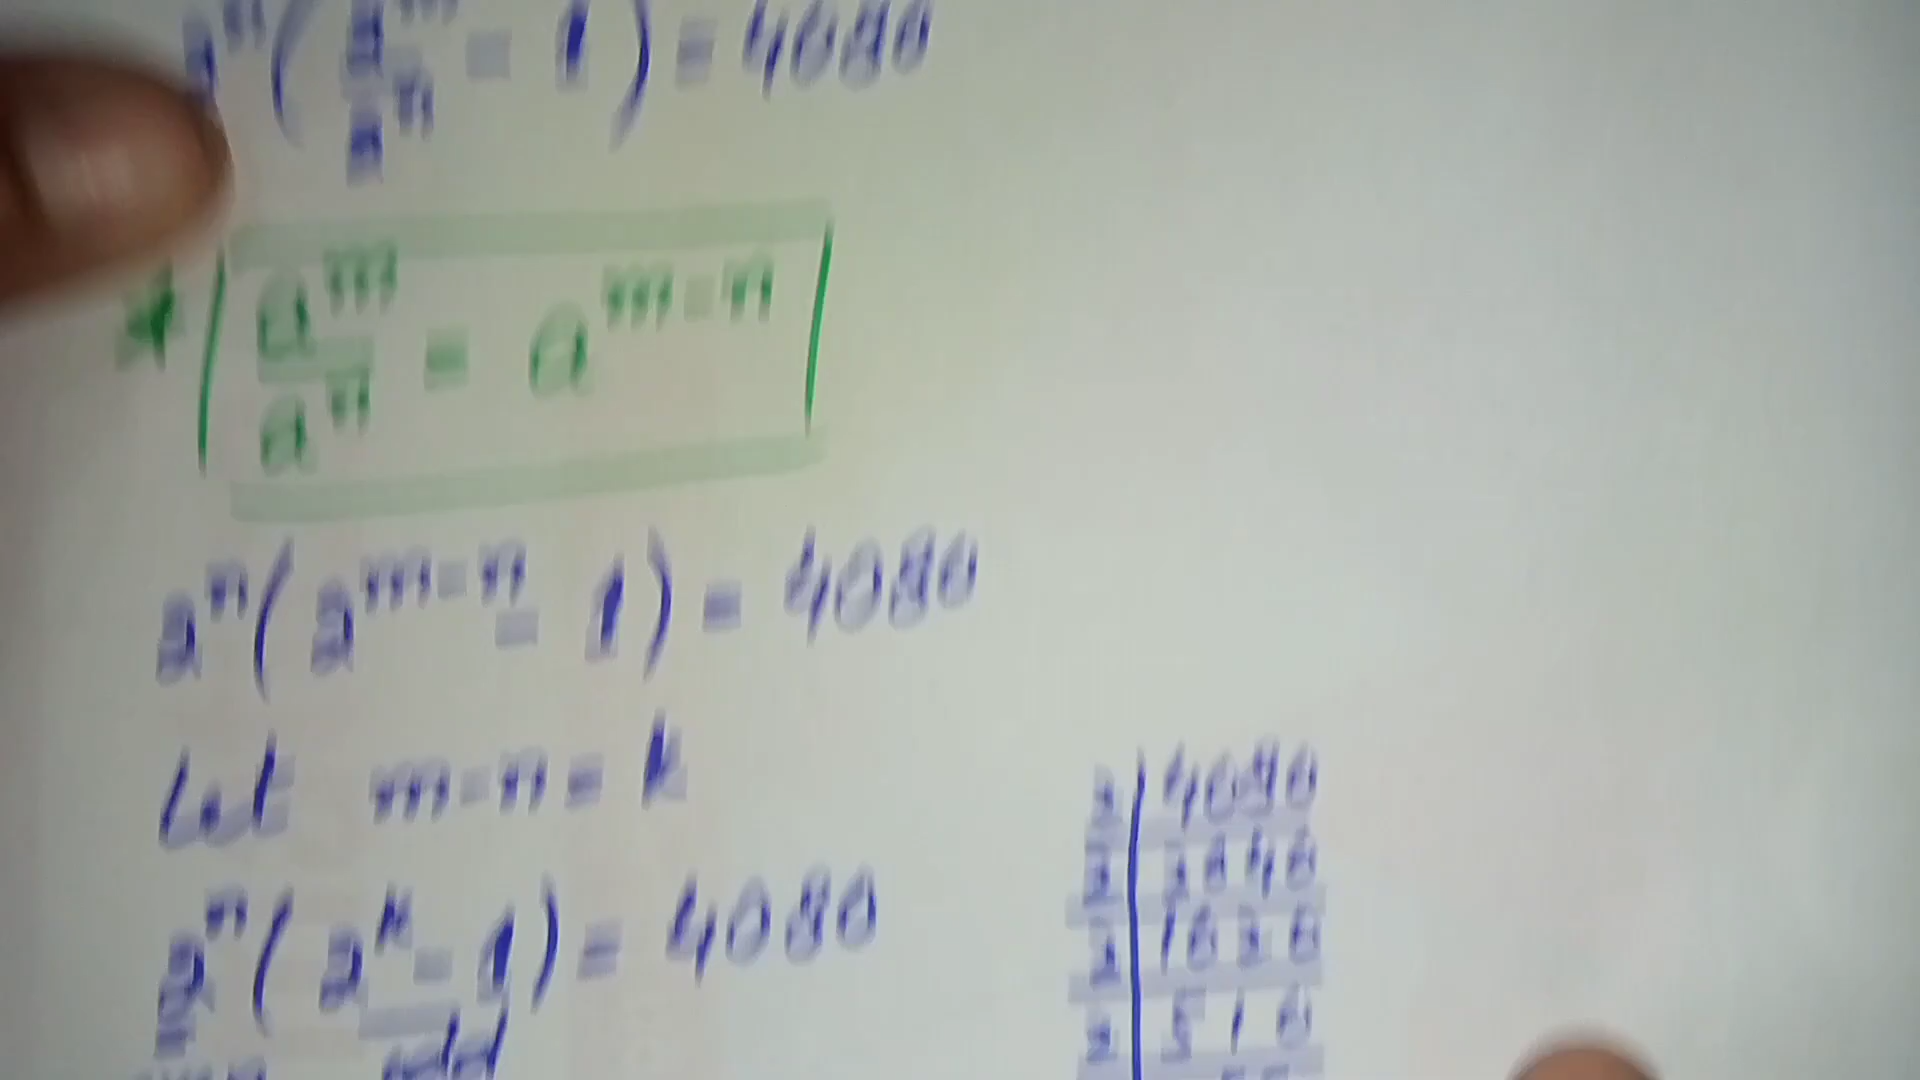 2ⁿ(2ᵐ/2ⁿ - 1) = 4080
* aᵐ/aⁿ = aᵐ⁻ⁿ
2ⁿ(2ᵐ⁻ⁿ - 1) = 4080
Let m-n = k
2ⁿ(2ᵏ - 1) = 4080
odd
2 | 4080
2 | 2040
2 | 1020
2 | 510